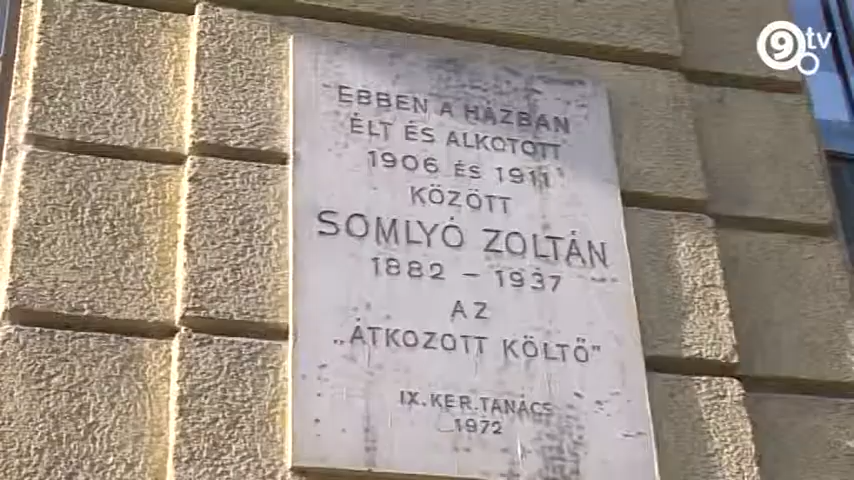 9tv
EBBEN A HÁZBAN
ÉLT ÉS ALKOTOTT
1906 ÉS 1911
KÖZÖTT
SOMLYÓ ZOLTÁN
1882 – 1937
AZ
„ÁTKOZOTT KÖLTŐ”
IX. KER. TANÁCS
1972